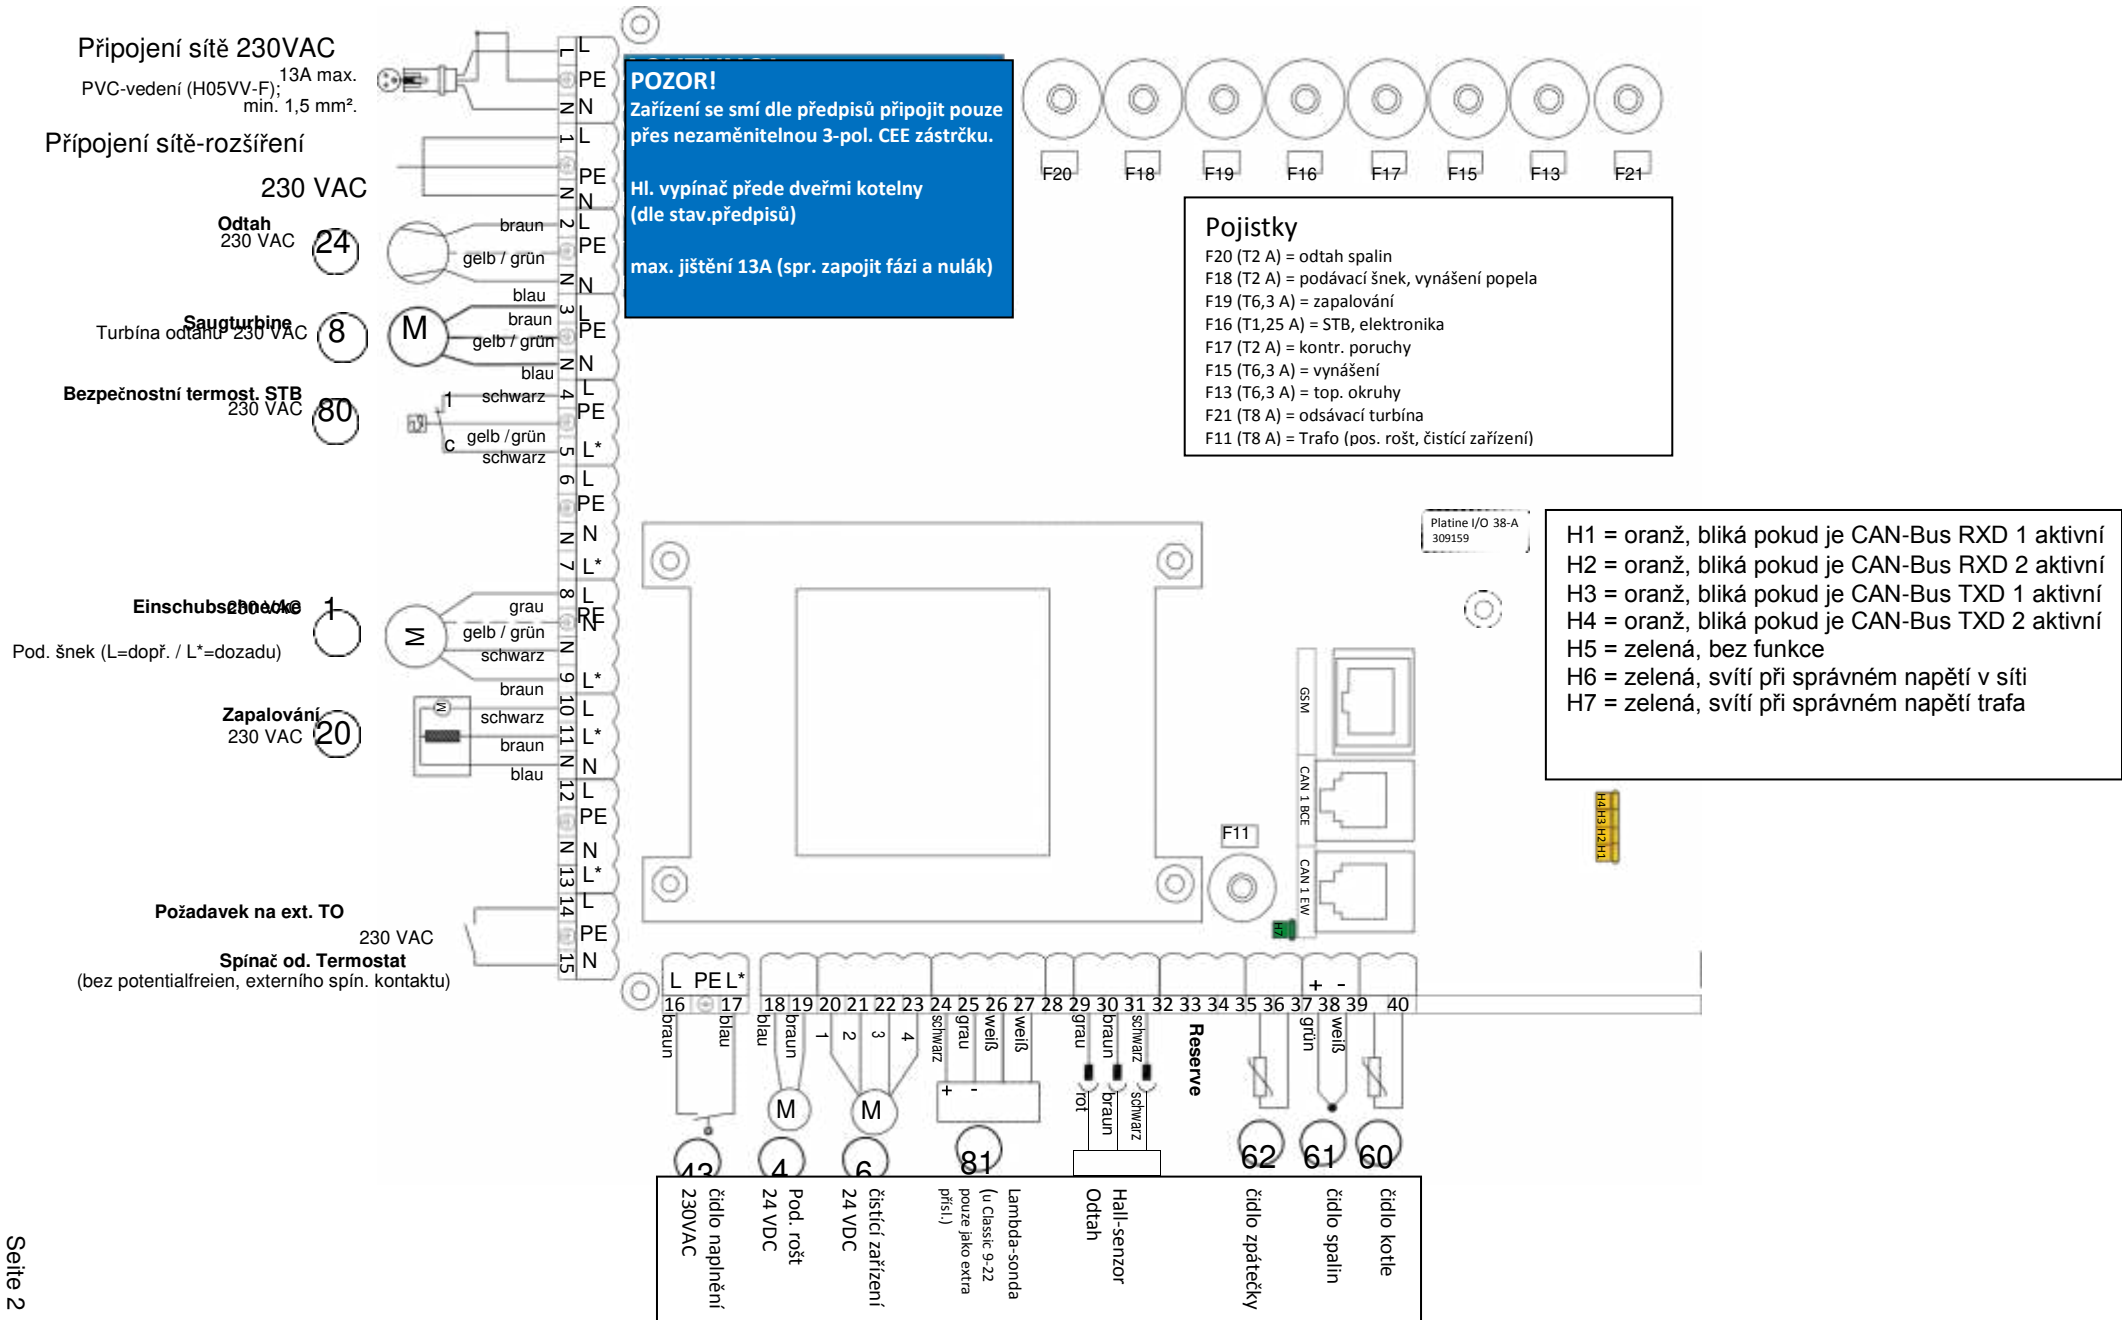 Připojení sítě 230VAC
13A max.
PVC-vedení (H05VV-F);
min. 1,5 mm².
Přípojení sítě-rozšíření
230 VAC
Odtah
230 VAC
24
braun
gelb / grün
Saugturbine
Turbína odtahu 230 VAC
8
M
blau
braun
gelb / grün
blau
Bezpečnostní termost. STB
230 VAC
80
1
C
schwarz
gelb /grün
schwarz
Einschubschnecke
230 VAC
1
M
Pod. šnek (L=dopř. / L*=dozadu)
grau
gelb / grün
schwarz
braun
Zapalování
230 VAC
20
M
schwarz
braun
blau
Požadavek na ext. TO
230 VAC
Spínač od. Termostat
(bez potentialfreien, externího spín. kontaktu)
L L
PE
N N
1 L
PE
N N
2 L
PE
N N
3 L
PE
N N
4 L
PE
5 L*
6 L
PE
N N
7 L*
8 L
PE
N N
9 L*
10 L
11 L*
N N
12 L
PE
N N
13 L*
14 L
PE
15 N
POZOR!
Zařízení se smí dle předpisů připojit pouze
přes nezaměnitelnou 3-pol. CEE zástrčku.
Hl. vypínač přede dveřmi kotelny
(dle stav.předpisů)
max. jištění 13A (spr. zapojit fázi a nulák)
F20 F18 F19 F16 F17 F15 F13 F21
Pojistky
F20 (T2 A) = odtah spalin
F18 (T2 A) = podávací šnek, vynášení popela
F19 (T6,3 A) = zapalování
F16 (T1,25 A) = STB, elektronika
F17 (T2 A) = kontr. poruchy
F15 (T6,3 A) = vynášení
F13 (T6,3 A) = top. okruhy
F21 (T8 A) = odsávací turbína
F11 (T8 A) = Trafo (pos. rošt, čistící zařízení)
Platine I/O 38-A
309159
H1 = oranž, bliká pokud je CAN-Bus RXD 1 aktivní
H2 = oranž, bliká pokud je CAN-Bus RXD 2 aktivní
H3 = oranž, bliká pokud je CAN-Bus TXD 1 aktivní
H4 = oranž, bliká pokud je CAN-Bus TXD 2 aktivní
H5 = zelená, bez funkce
H6 = zelená, svítí při správném napětí v síti
H7 = zelená, svítí při správném napětí trafa
GSM
CAN 1 BCE
CAN 1 EW
F11
H7
H4 H3 H2 H1
L PE L* + -
16 17 18 19 20 21 22 23 24 25 26 27 28 29 30 31 32 33 34 35 36 37 38 39 40
braun
blau
blau
braun
1
2
3
4
schwarz
grau
weiß
weiß
grau
braun
schwarz
Reserve
grün
weiß
+ -
rot
braun
schwarz
M
M
43
4
6
81
62
61
60
čidlo naplnění
230VAC
Pod. rošt
24 VDC
čistící zařízení
24 VDC
Lambda-sonda
(u Classic 9-22
pouze jako extra
přísl.)
Hall-senzor
Odtah
čidlo zpátečky
čidlo spalin
čidlo kotle
Seite 2